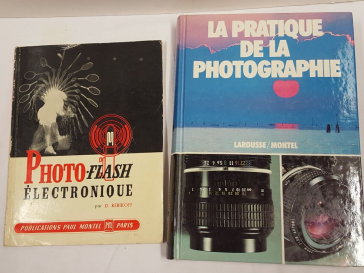 PHOTO-FLASH
ÉLECTRONIQUE
PUBLICATIONS PAUL MONTEL PARIS
LA PRATIQUE
DE LA
PHOTOGRAPHIE
LAROUSSE/MONTEL